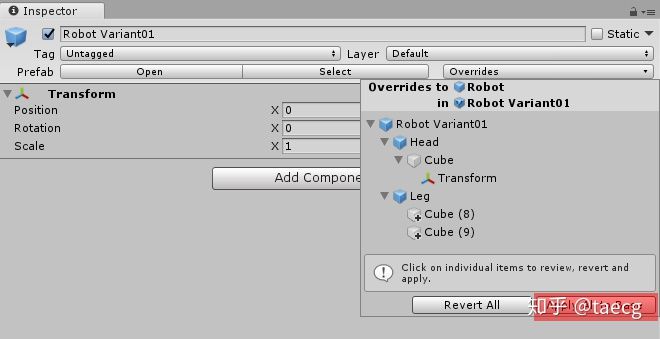 Inspector
Robot Variant01
Static
Tag Untagged Layer Default
Prefab Open Select Overrides
Transform
Position X 0
Rotation X 0
Scale X 1
Add Compone
Overrides to Robot
in Robot Variant01
Robot Variant01
Head
Cube
Transform
Leg
Cube (8)
Cube (9)
Click on individual items to review, revert and
apply.
Revert All
知乎 @taecg